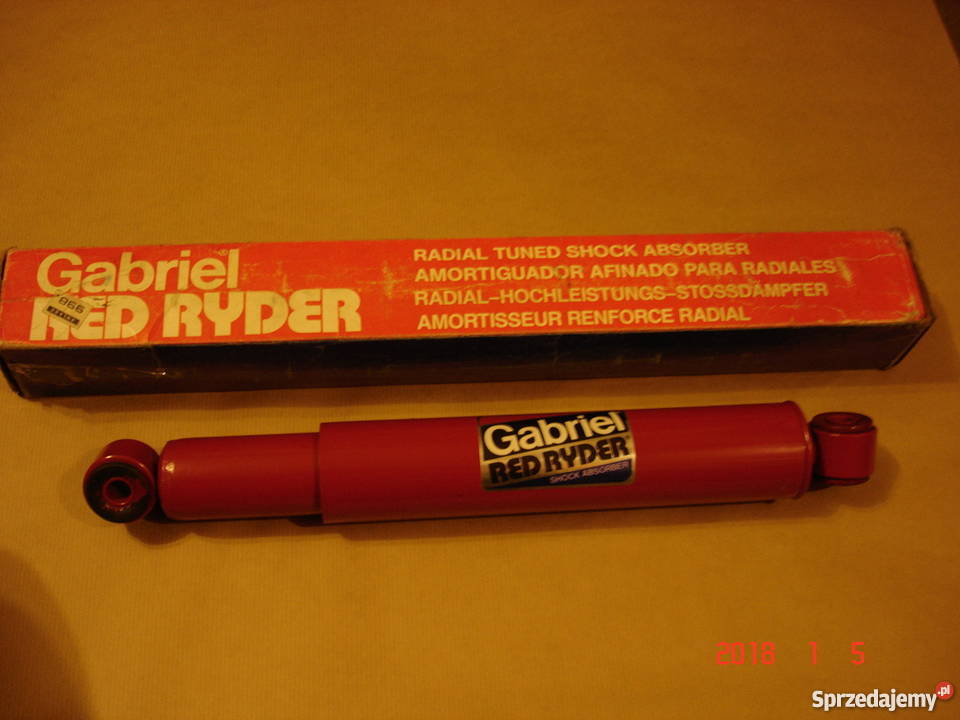 Gabriel®
RED RYDER
RADIAL TUNED SHOCK ABSORBER
AMORTIGUADOR AFINADO PARA RADIALES
RADIAL-HOCHLEISTUNGS-STOSSDÄMPFER
AMORTISSEUR RENFORCE RADIAL
Gabriel
RED RYDER®
SHOCK ABSORBER
2018 1 5
Sprzedajemy.pl